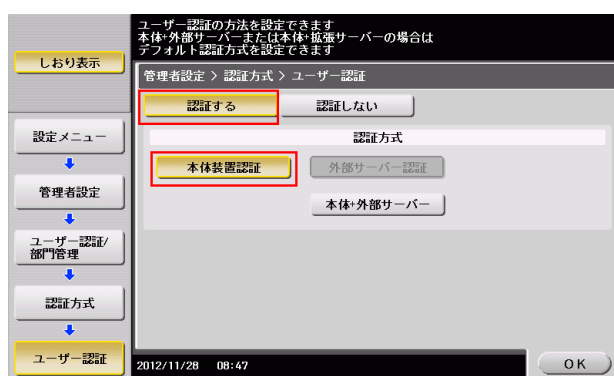 ユーザー認証の方法を設定できます
本体+外部サーバーまたは本体+拡張サーバーの場合は
デフォルト認証方式を設定できます
しおり表示
管理者設定 > 認証方式 > ユーザー認証
認証する
認証しない
設定メニュー
認証方式
本体装置認証
外部サーバー認証
管理者設定
本体+外部サーバー
ユーザー認証/
部門管理
認証方式
ユーザー認証
2012/11/28 08:47
OK